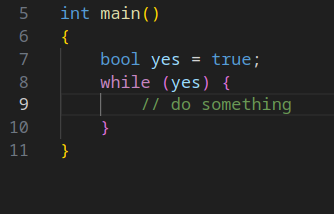 5 int main()
6 {
7     bool yes = true;
8     while (yes) {
9         // do something
10     }
11 }